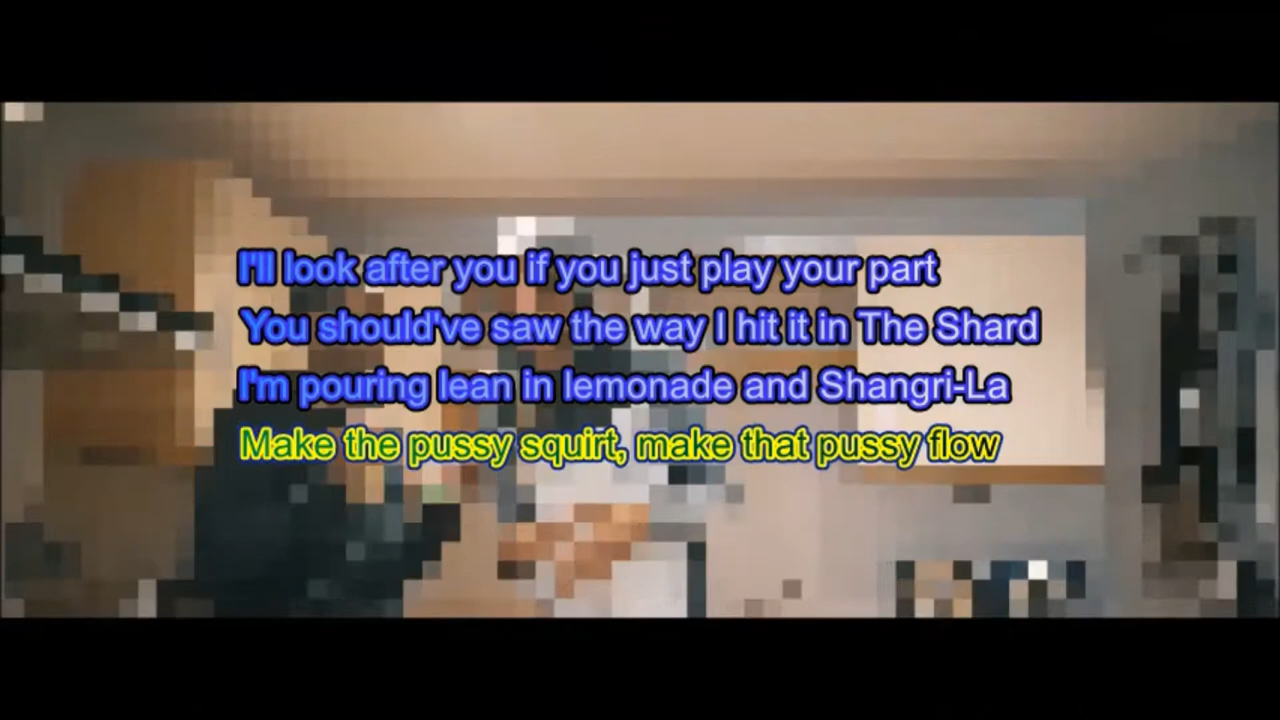 I'll look after you if you just play your part
You should've saw the way I hit it in The Shard
I'm pouring lean in lemonade and Shangri-La
Make the pussy squirt, make that pussy flow